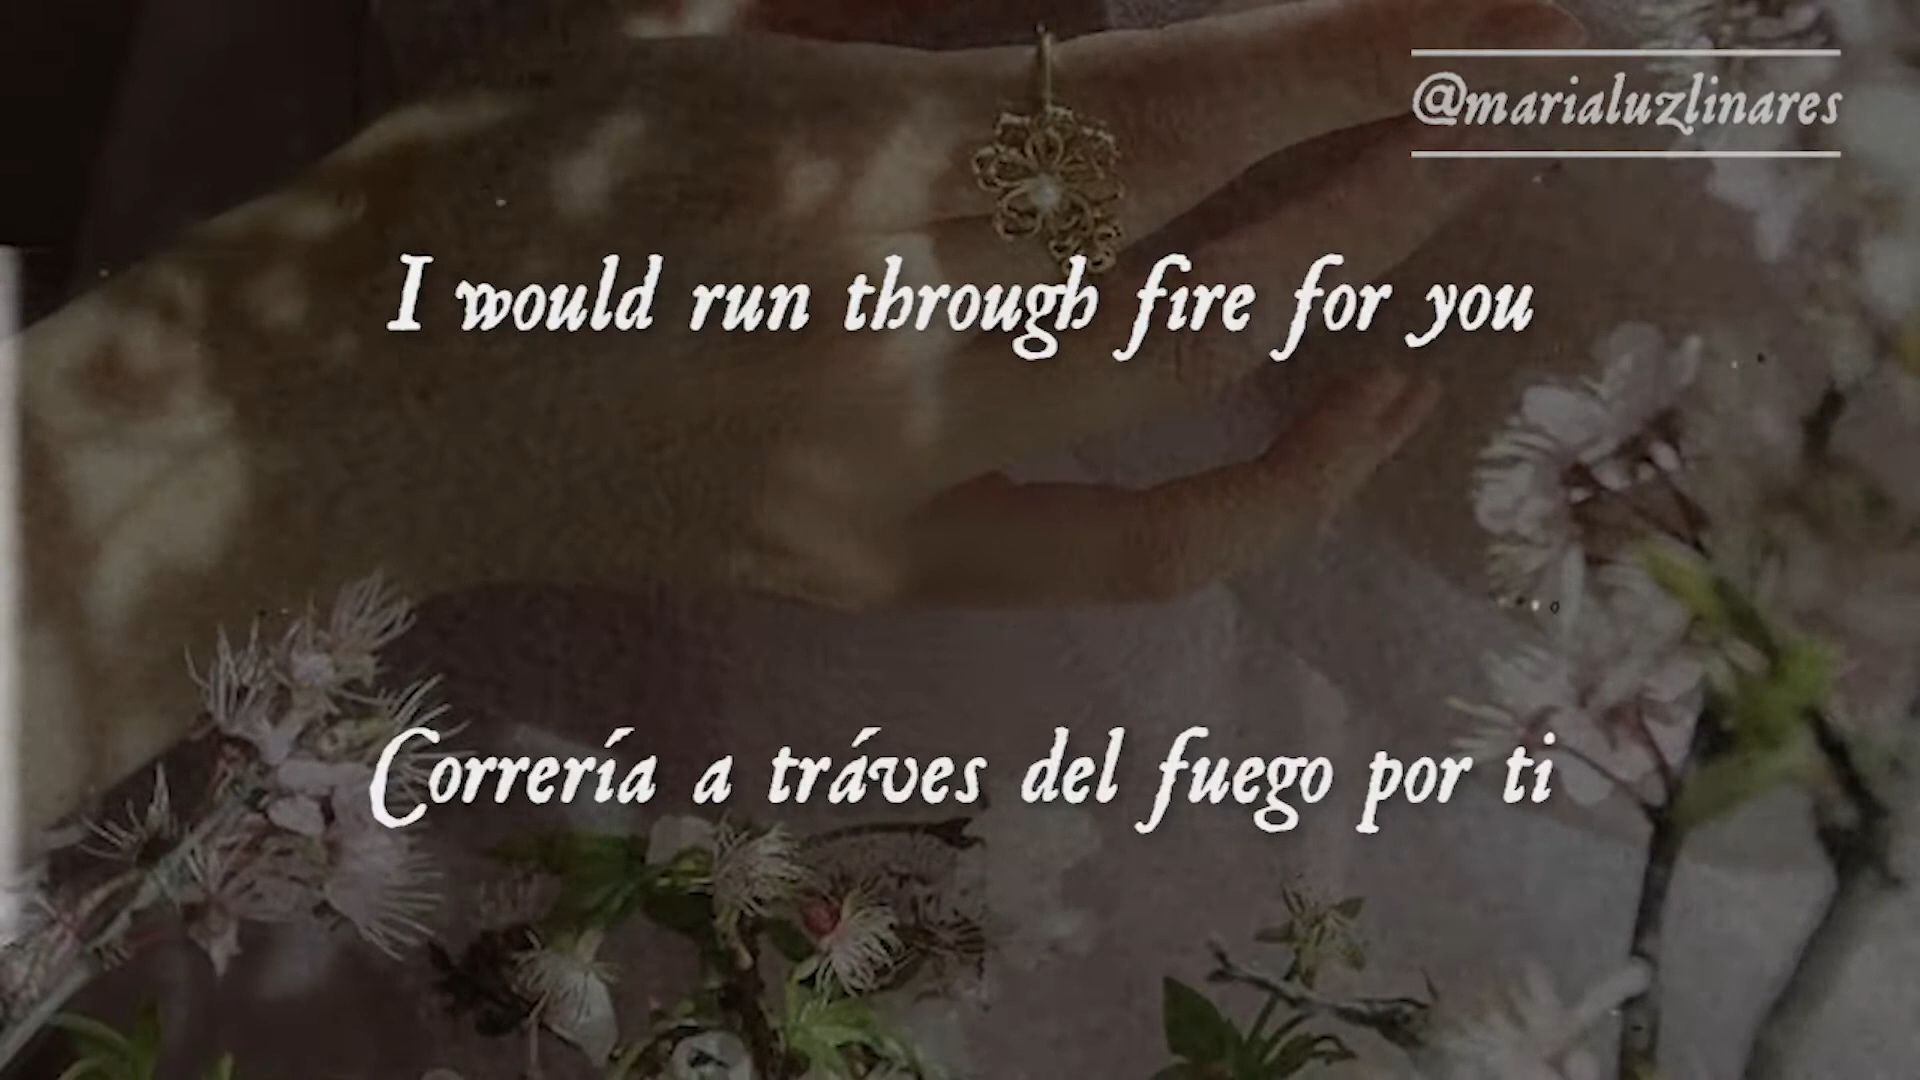 @marialuzlinares
I would run through fire for you
Correría a tráves del fuego por ti